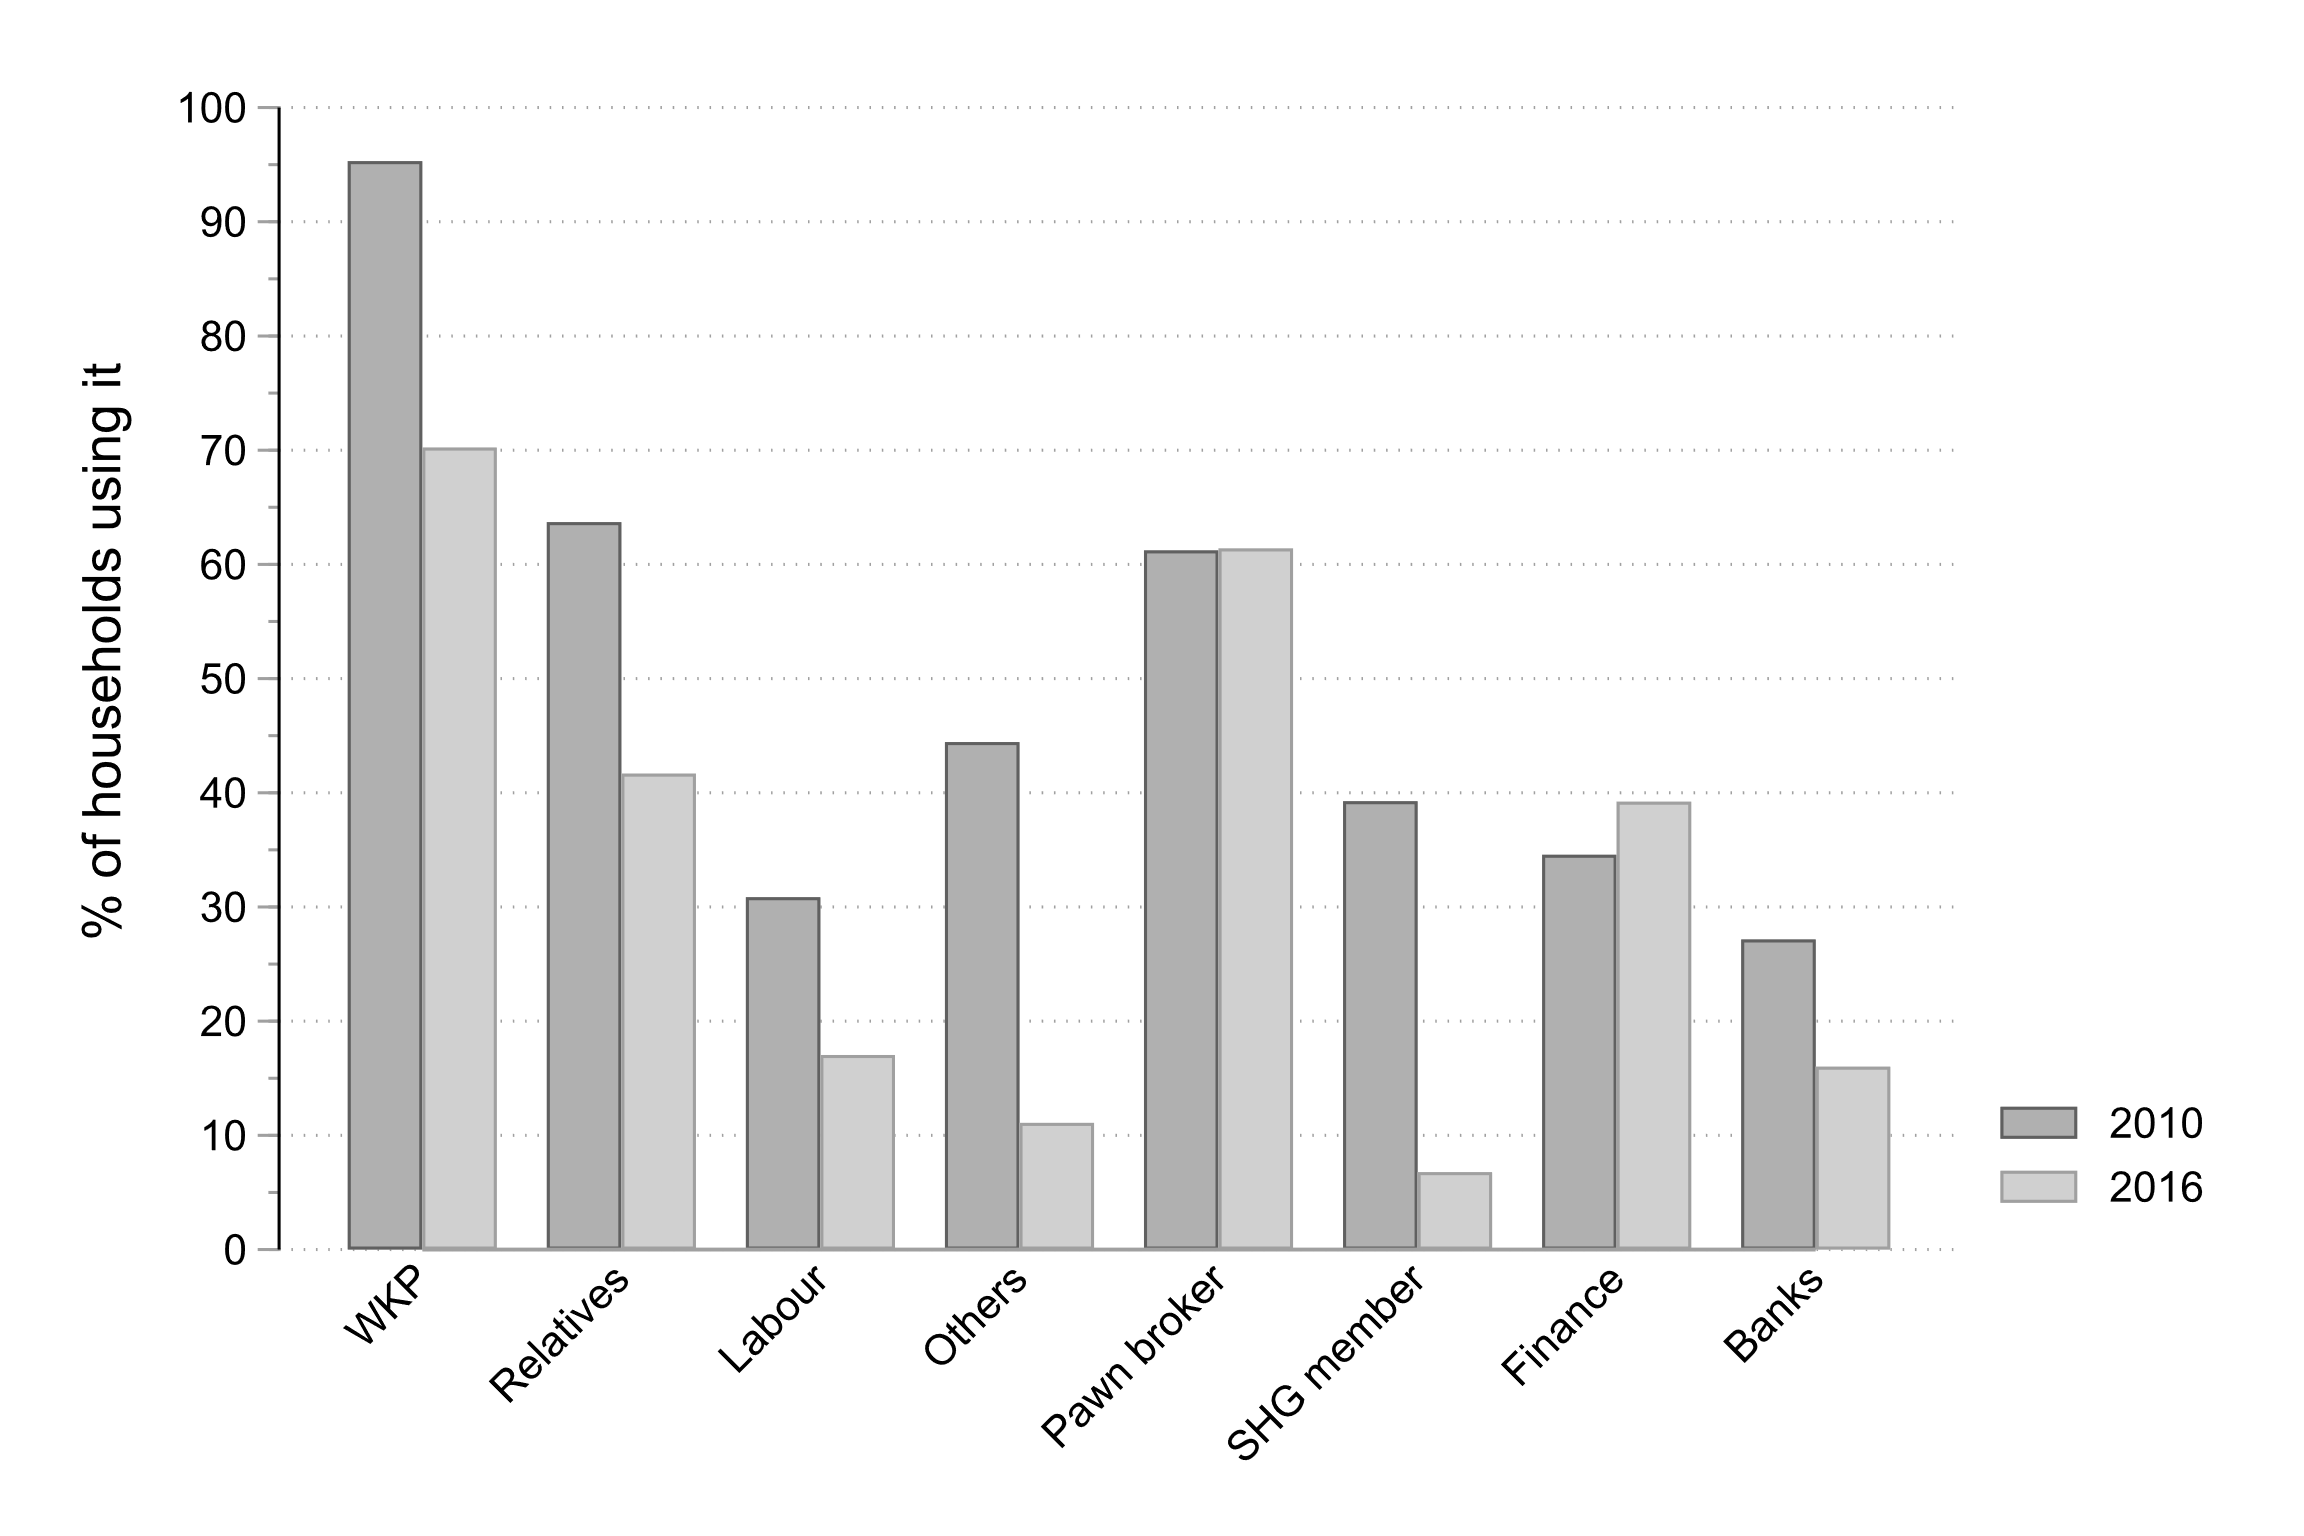 % of households using it
100
90
80
70
60
50
40
30
20
10
0
WKP
Relatives
Labour
Others
Pawn broker
SHG member
Finance
Banks
2010
2016